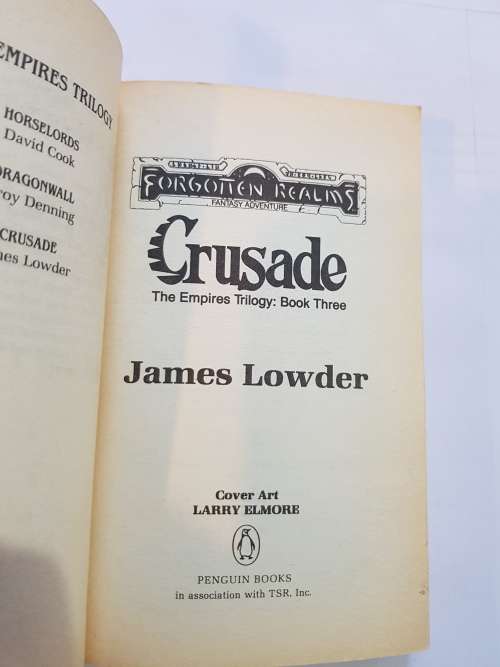 EMPIRES TRILOGY
HORSELORDS
David Cook
DRAGONWALL
roy Denning
CRUSADE
mes Lowder
FORGOTTEN REALMS
FANTASY ADVENTURE
Crusade
The Empires Trilogy: Book Three
James Lowder
Cover Art
LARRY ELMORE
PENGUIN BOOKS
in association with TSR, Inc.